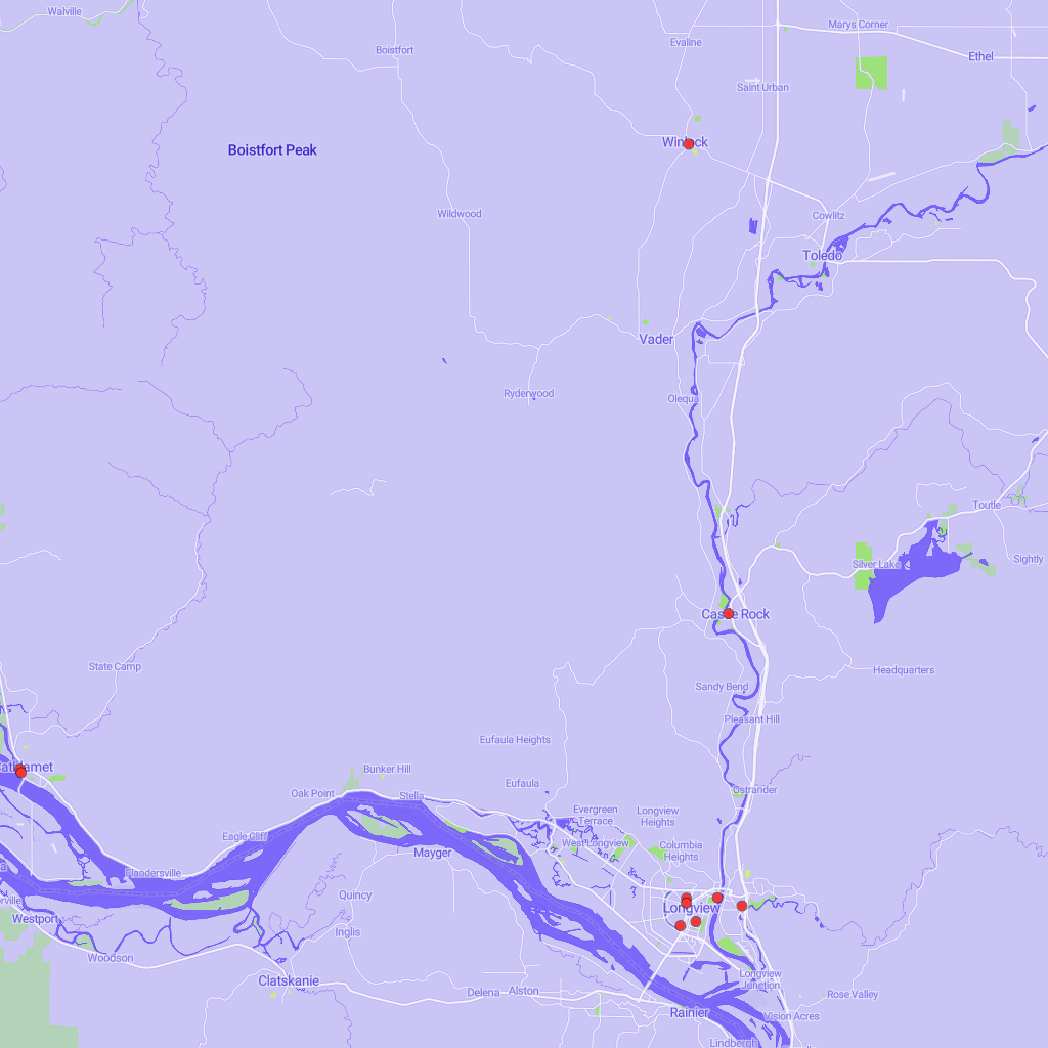 Walville
Mary's Corner
Evaline
Boistfort
Ethel
Saint Urban
Winlock
Boistfort Peak
Wildwood
Cowlitz
Toledo
Vader
Ryderwood
Olequa
Toutle
Sightly
Silver Lake
Castle Rock
State Camp
Headquarters
Sandy Bend
Pleasant Hill
Eufaula Heights
Cathlamet
Bunker Hill
Eufaula
Ostrander
Oak Point
Stella
Evergreen
Terrace
Longview
Heights
Eagle Cliff
West Longview
Columbia
Heights
Mayger
Flandersville
Quincy
Longview
Westport
Inglis
Woodson
Clatskanie
Longview
Junction
Delena
Alston
Rose Valley
Rainier
Vision Acres
Lindbergh